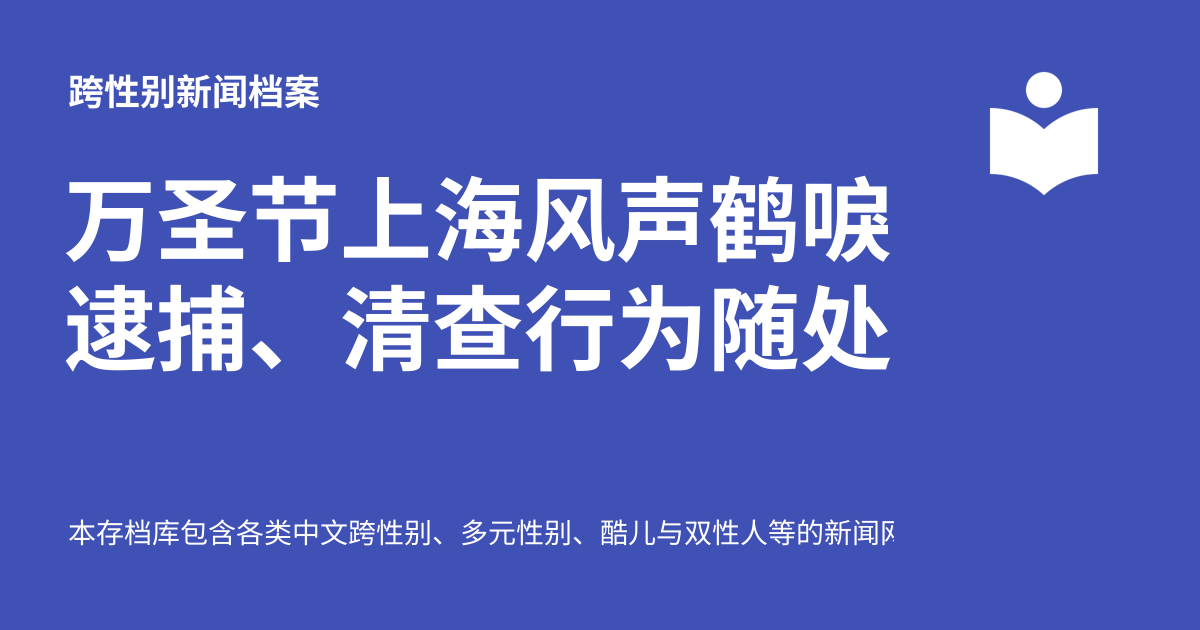 跨性别新闻档案
万圣节上海风声鹤唳
逮捕、清查行为随处
本存档库包含各类中文跨性别、多元性别、酷儿与双性人等的新闻网